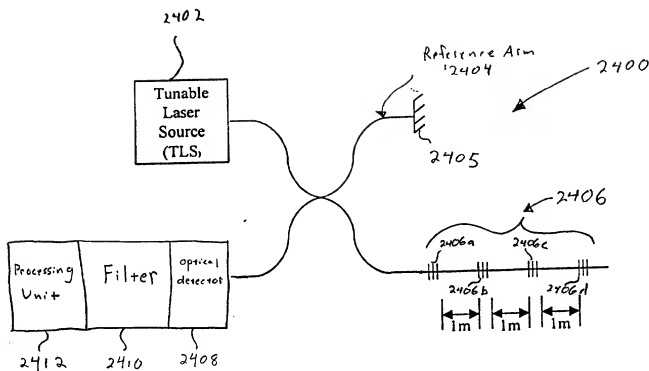 2402
Tunable
Laser
Source
(TLS)
Reference Arm
2404
2400
2405
2406
2406a
2406c
2406b
2406d
1m
1m
1m
Processing
Unit
Filter
optical
detector
2412
2410
2408